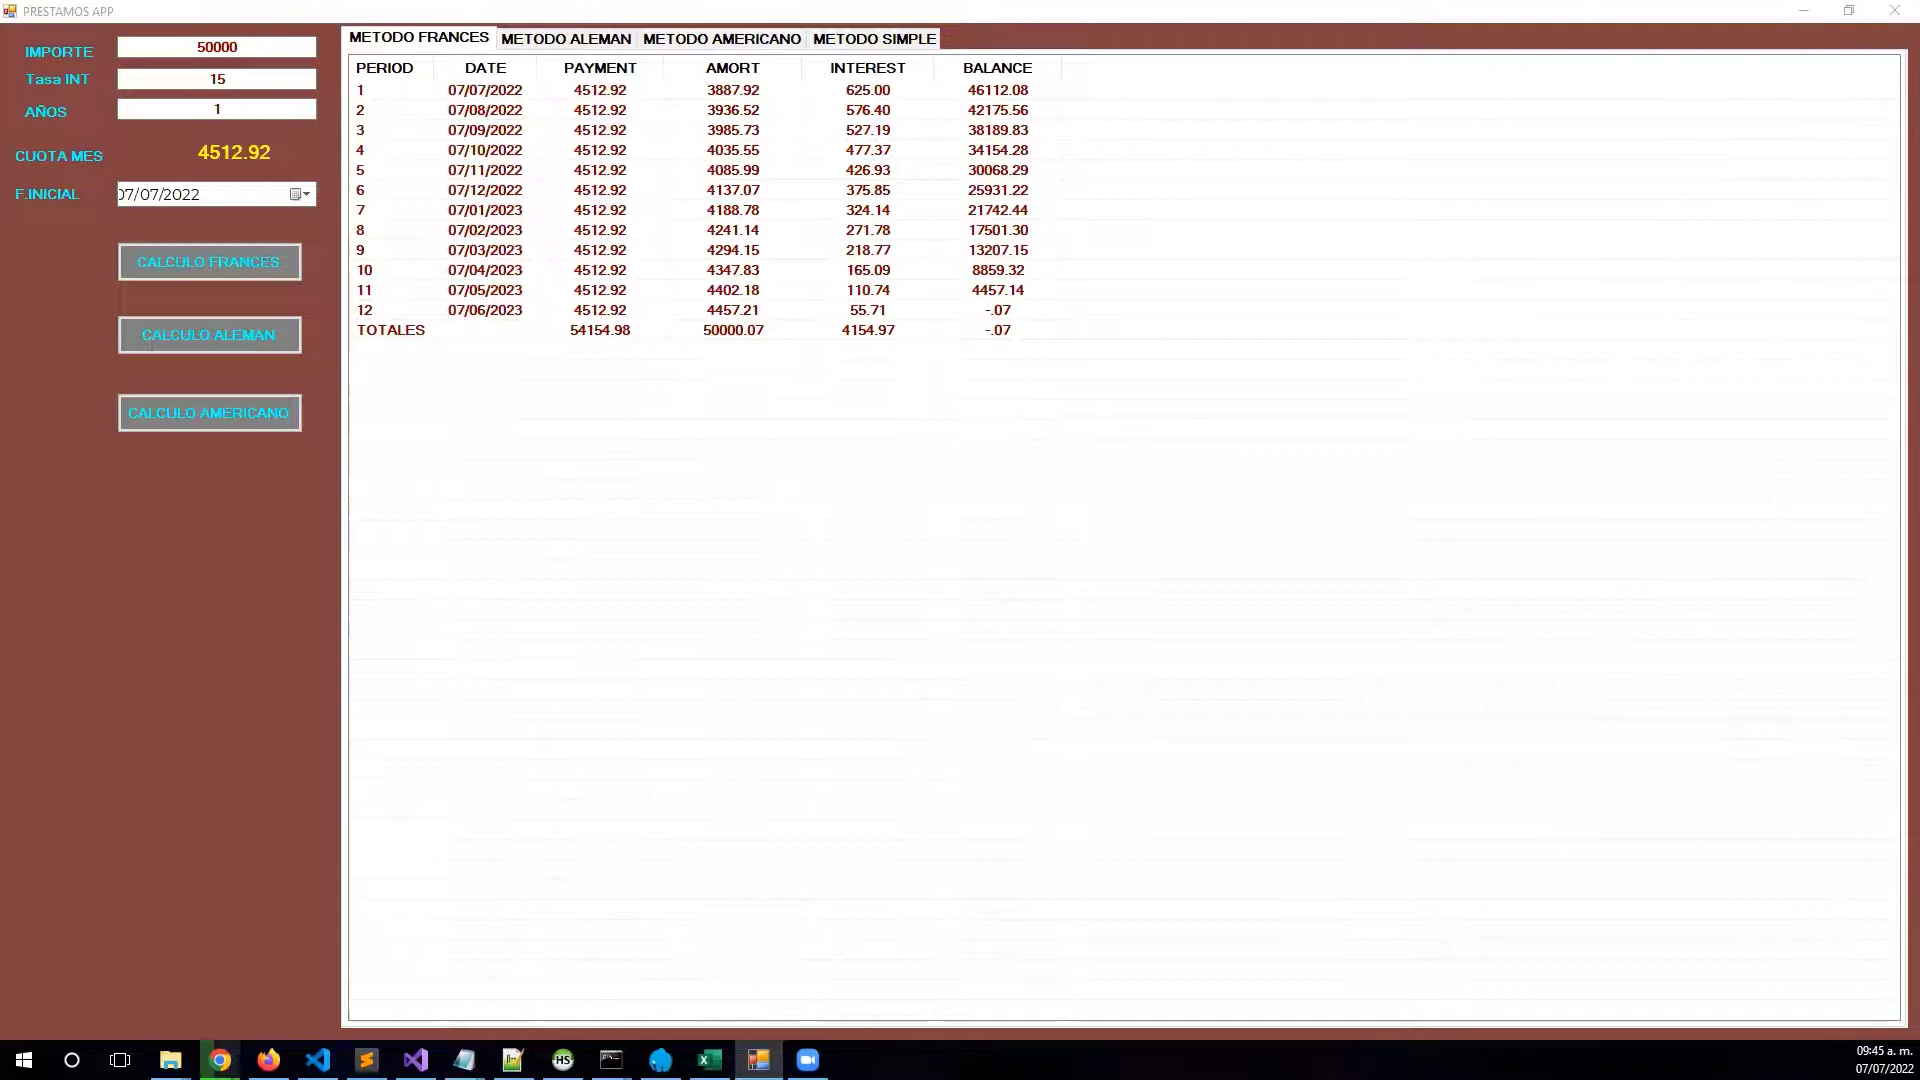 PRESTAMOS APP
IMPORTE 50000
Tasa INT 15
AÑOS 1
CUOTA MES 4512.92
F.INICIAL 07/07/2022
CALCULO FRANCES
CALCULO ALEMAN
CALCULO AMERICANO
METODO FRANCES METODO ALEMAN METODO AMERICANO METODO SIMPLE
PERIOD DATE PAYMENT AMORT INTEREST BALANCE
1 07/07/2022 4512.92 3887.92 625.00 46112.08
2 07/08/2022 4512.92 3936.52 576.40 42175.56
3 07/09/2022 4512.92 3985.73 527.19 38189.83
4 07/10/2022 4512.92 4035.55 477.37 34154.28
5 07/11/2022 4512.92 4085.99 426.93 30068.29
6 07/12/2022 4512.92 4137.07 375.85 25931.22
7 07/01/2023 4512.92 4188.78 324.14 21742.44
8 07/02/2023 4512.92 4241.14 271.78 17501.30
9 07/03/2023 4512.92 4294.15 218.77 13207.15
10 07/04/2023 4512.92 4347.83 165.09 8859.32
11 07/05/2023 4512.92 4402.18 110.74 4457.14
12 07/06/2023 4512.92 4457.21 55.71 -.07
TOTALES 54154.98 50000.07 4154.97 -.07
HS
09:45 a. m.
07/07/2022